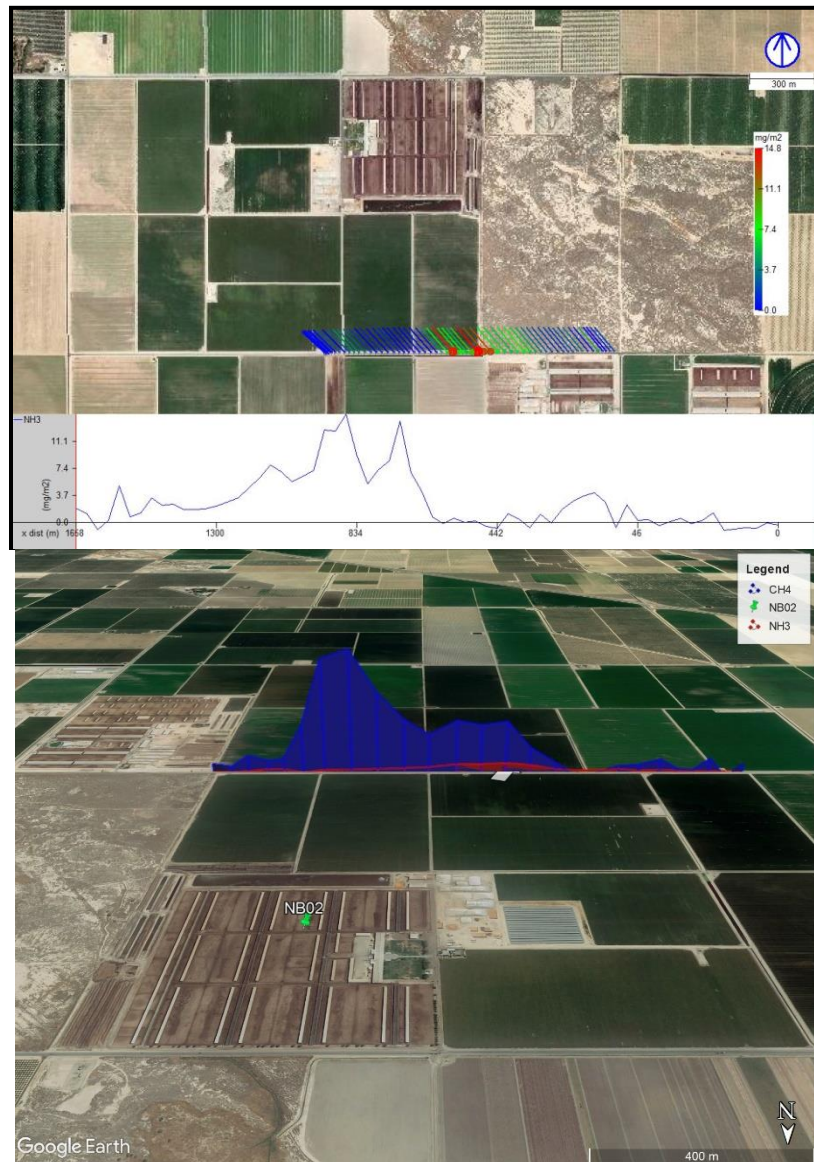 300 m
mg/m2
14.8
11.1
7.4
3.7
0.0
NH3
11.1
7.4
3.7
0.0
(mg/m2)
x dist (m) 1658 1300 834 442 46 0
Legend
CH4
NB02
NH3
NB02
Google Earth
N
400 m